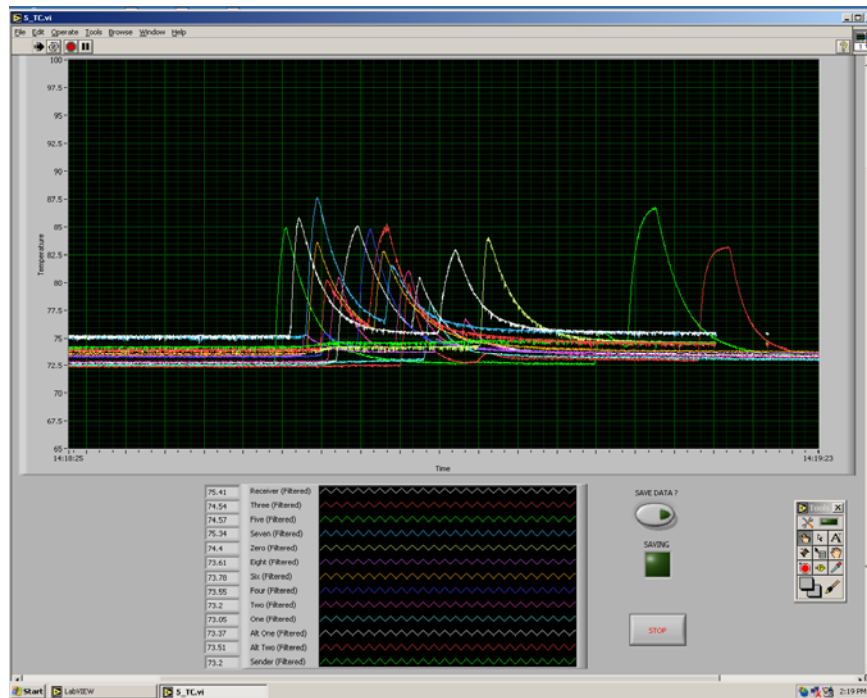 5_TC.vi
File Edit Operate Tools Browse Window Help
100
97.5
95
92.5
90
87.5
85
82.5
80
77.5
75
72.5
70
67.5
65
Temperature
14:18:25
14:19:23
Time
75.41 Receiver (Filtered)
74.54 Three (Filtered)
74.57 Five (Filtered)
75.34 Seven (Filtered)
74.4 Zero (Filtered)
73.61 Eight (Filtered)
73.78 Six (Filtered)
73.55 Four (Filtered)
73.2 Two (Filtered)
73.05 One (Filtered)
73.37 Alt One (Filtered)
73.51 Alt Two (Filtered)
73.2 Sender (Filtered)
SAVE DATA ?
SAVING
STOP
Tools
Start LabVIEW 5_TC.vi 2:19 PM